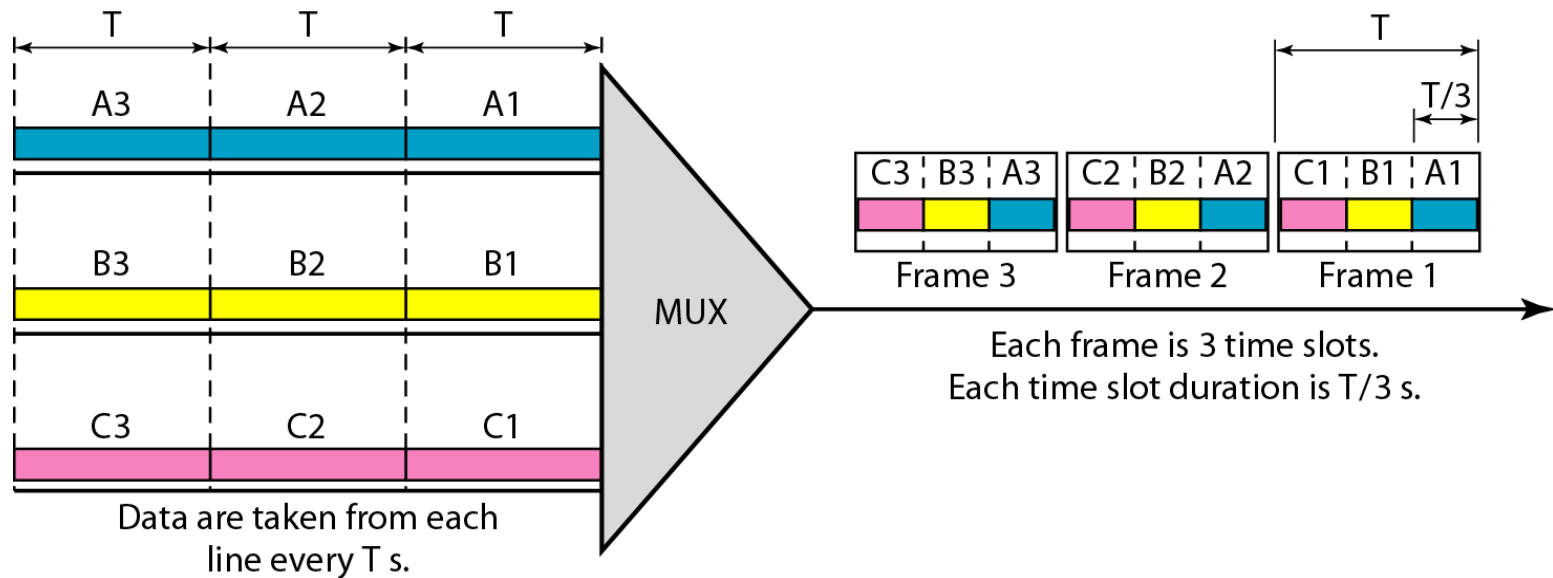 T T T
T
A3 A2 A1
T/3
C3 B3 A3 C2 B2 A2 C1 B1 A1
B3 B2 B1
Frame 3 Frame 2 Frame 1
MUX
Each frame is 3 time slots.
Each time slot duration is T/3 s.
C3 C2 C1
Data are taken from each
line every T s.